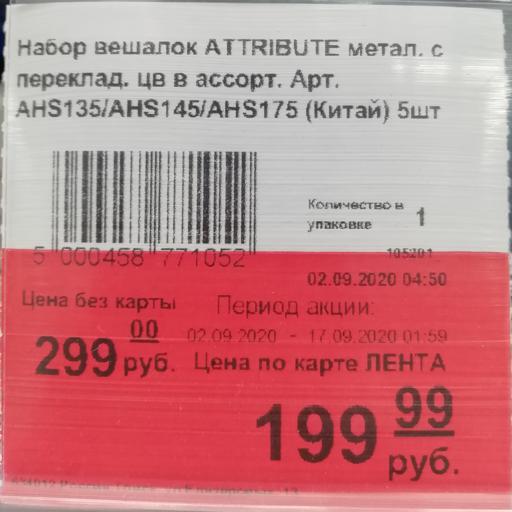 Набор вешалок ATTRIBUTE метал. с
переклад. цв в ассорт. Арт.
AHS135/AHS145/AHS175 (Китай) 5шт
Количество в
упаковке 1
5 000458 771052
105201
02.09.2020 04:50
Цена без карты
299 00 руб.
Период акции:
02.09.2020 - 17.09.2020 01:59
Цена по карте ЛЕНТА
199 99 руб.